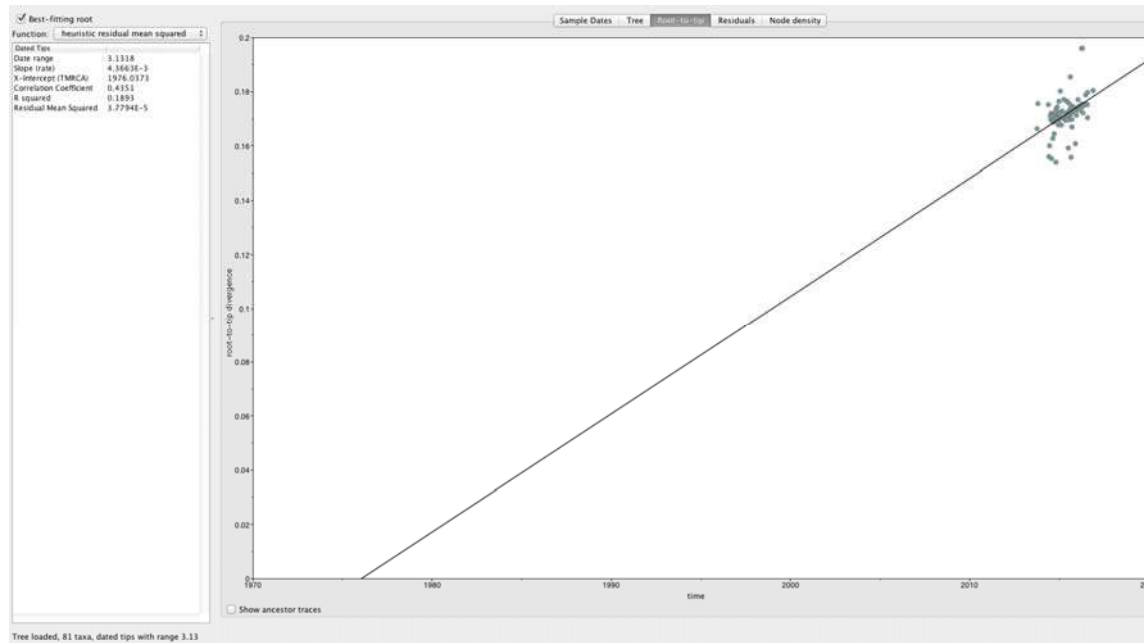 Best-fitting root
Function: heuristic residual mean squared
Dated Tips
Date range 3.1318
Slope (rate) 4.3663E-3
X-Intercept (TMRCA) 1976.0373
Correlation Coefficient 0.4351
R squared 0.1893
Residual Mean Squared 3.7794E-5
Sample Dates Tree Root-to-tip Residuals Node density
0.2
0.18
0.16
0.14
0.12
0.1
0.08
0.06
0.04
0.02
0
root-to-tip divergence
1970 1980 1990 2000 2010
time
Show ancestor traces
Tree loaded, 81 taxa, dated tips with range 3.13